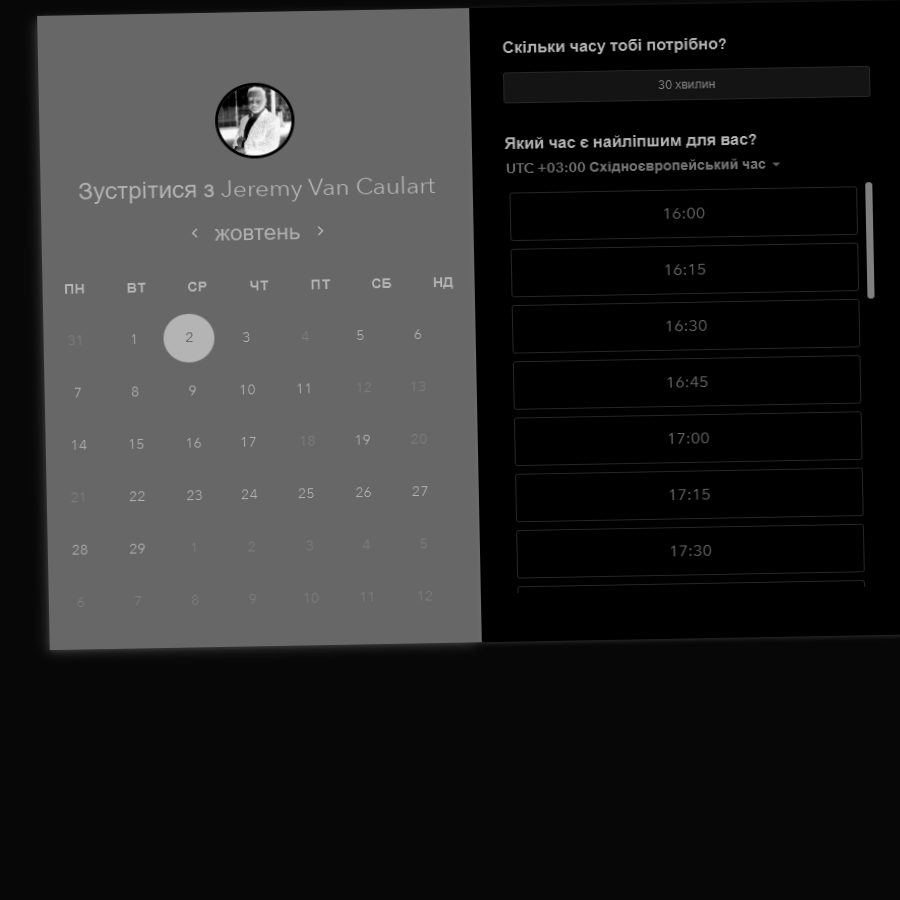 Зустрітися з Jeremy Van Caulart
жовтень
ПН ВТ СР ЧТ ПТ СБ НД
31 1 2 3 4 5 6
7 8 9 10 11 12 13
14 15 16 17 18 19 20
21 22 23 24 25 26 27
28 29 1 2 3 4 5
6 7 8 9 10 11 12
Скільки часу тобі потрібно?
30 хвилин
Який час є найліпшим для вас?
UTC +03:00 Східноєвропейський час
16:00
16:15
16:30
16:45
17:00
17:15
17:30